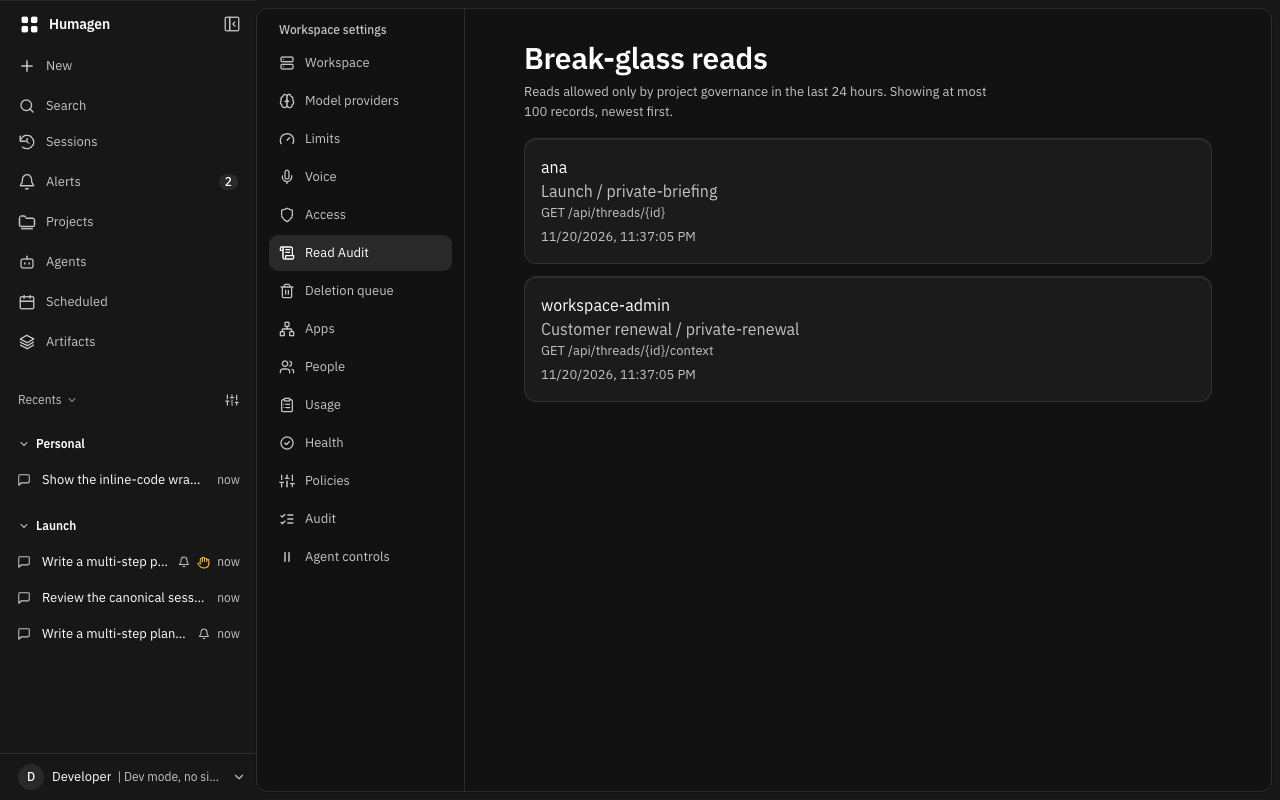 Humagen
New
Search
Sessions
Alerts 2
Projects
Agents
Scheduled
Artifacts
Recents
Personal
Show the inline-code wra... now
Launch
Write a multi-step p... now
Review the canonical sess... now
Write a multi-step plan... now
D Developer | Dev mode, no si...
Workspace settings
Workspace
Model providers
Limits
Voice
Access
Read Audit
Deletion queue
Apps
People
Usage
Health
Policies
Audit
Agent controls
Break-glass reads
Reads allowed only by project governance in the last 24 hours. Showing at most
100 records, newest first.
ana
Launch / private-briefing
GET /api/threads/{id}
11/20/2026, 11:37:05 PM
workspace-admin
Customer renewal / private-renewal
GET /api/threads/{id}/context
11/20/2026, 11:37:05 PM